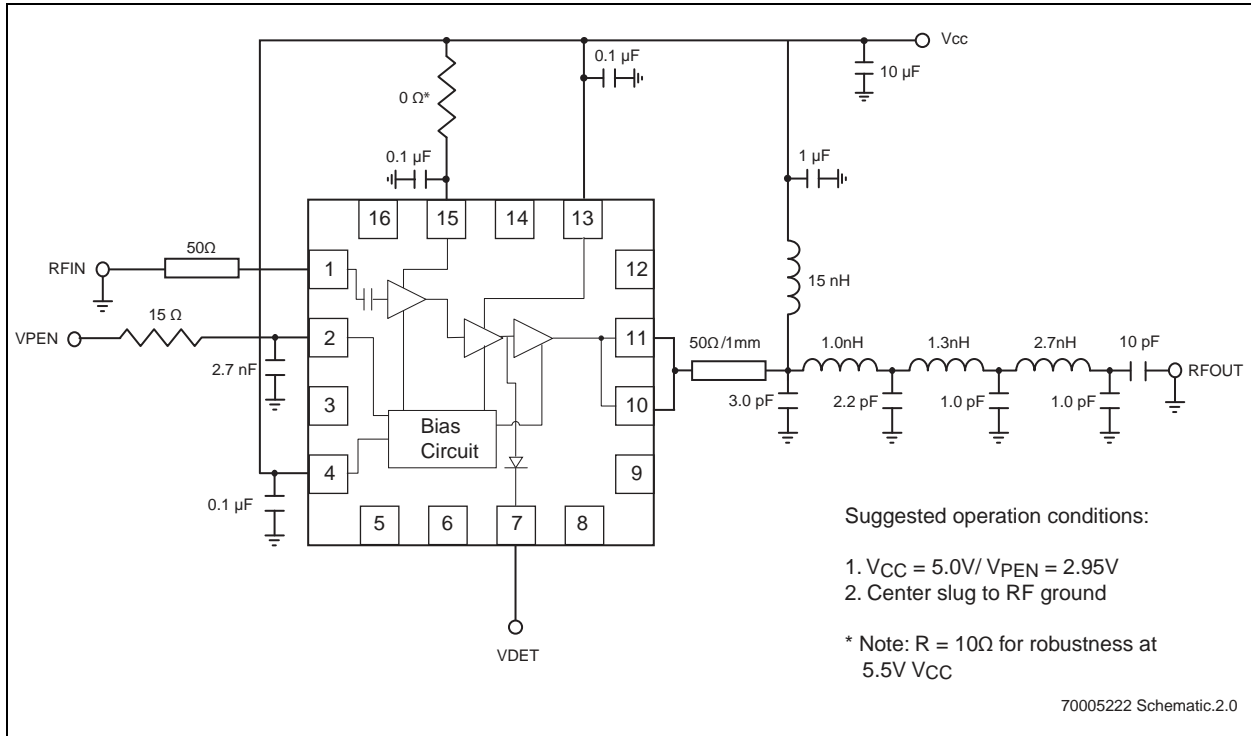 Vcc
0.1 µF
10 µF
0 Ω*
0.1 µF
1 µF
16
15
14
13
50Ω
RFIN
1
12
15 nH
15 Ω
VPEN
2
11
50Ω/1mm
1.0nH
1.3nH
2.7nH
10 pF
RFOUT
2.7 nF
3
10
3.0 pF
2.2 pF
1.0 pF
1.0 pF
Bias
Circuit
4
9
0.1 µF
5
6
7
8
VDET
Suggested operation conditions:
1. VCC = 5.0V/ VPEN = 2.95V
2. Center slug to RF ground
* Note: R = 10Ω for robustness at
5.5V VCC
70005222 Schematic.2.0